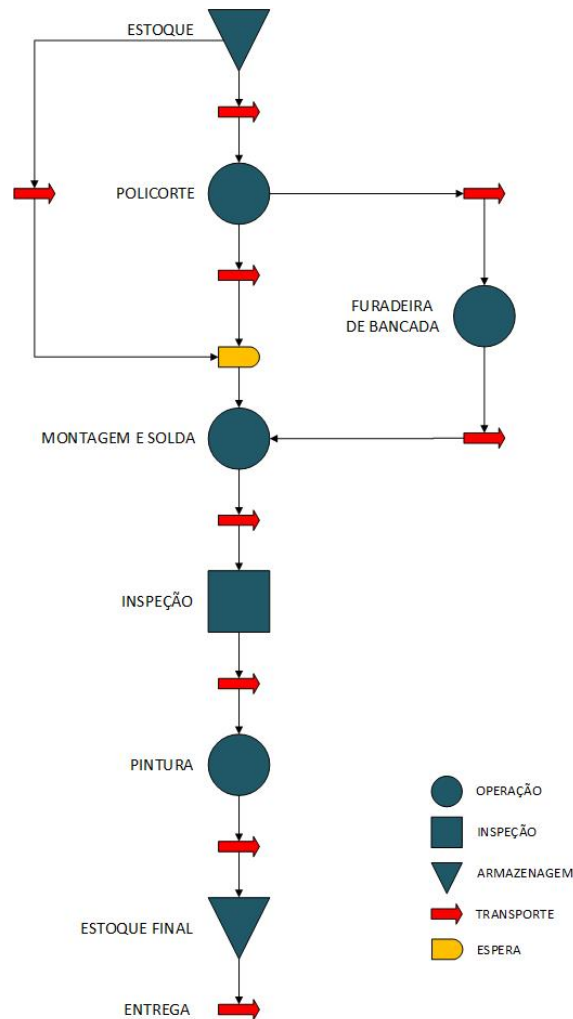 ESTOQUE
POLICORTE
FURADEIRA
DE BANCADA
MONTAGEM E SOLDA
INSPEÇÃO
PINTURA
OPERAÇÃO
INSPEÇÃO
ARMAZENAGEM
TRANSPORTE
ESTOQUE FINAL
ESPERA
ENTREGA